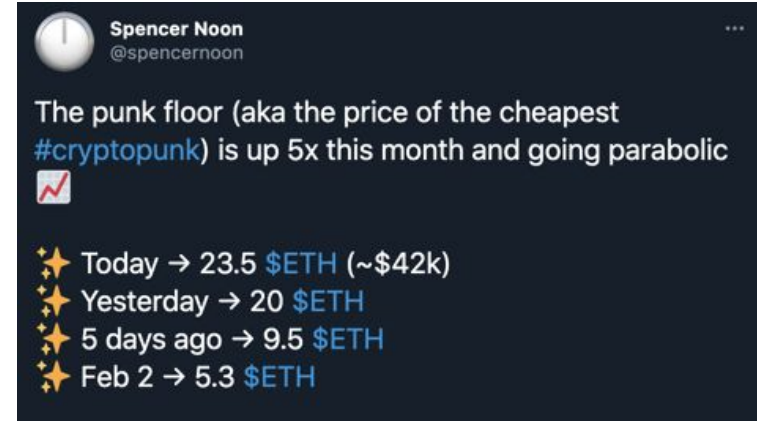 Spencer Noon
@spencernoon
The punk floor (aka the price of the cheapest
#cryptopunk) is up 5x this month and going parabolic
📈
✨ Today → 23.5 $ETH (~$42k)
✨ Yesterday → 20 $ETH
✨ 5 days ago → 9.5 $ETH
✨ Feb 2 → 5.3 $ETH